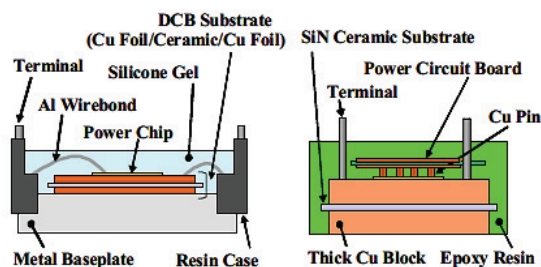 DCB Substrate
(Cu Foil/Ceramic/Cu Foil)
Terminal
Silicone Gel
Al Wirebond
Power Chip
Metal Baseplate
Resin Case
SiN Ceramic Substrate
Power Circuit Board
Terminal
Cu Pin
Thick Cu Block
Epoxy Resin